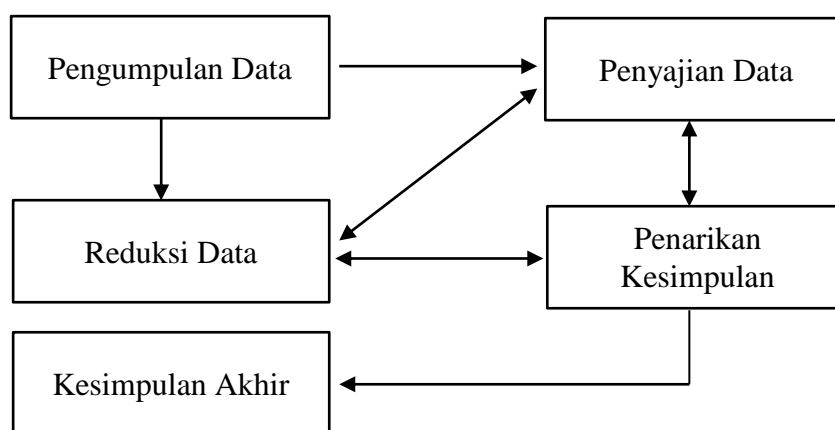 Pengumpulan Data
Penyajian Data
Reduksi Data
Penarikan
Kesimpulan
Kesimpulan Akhir